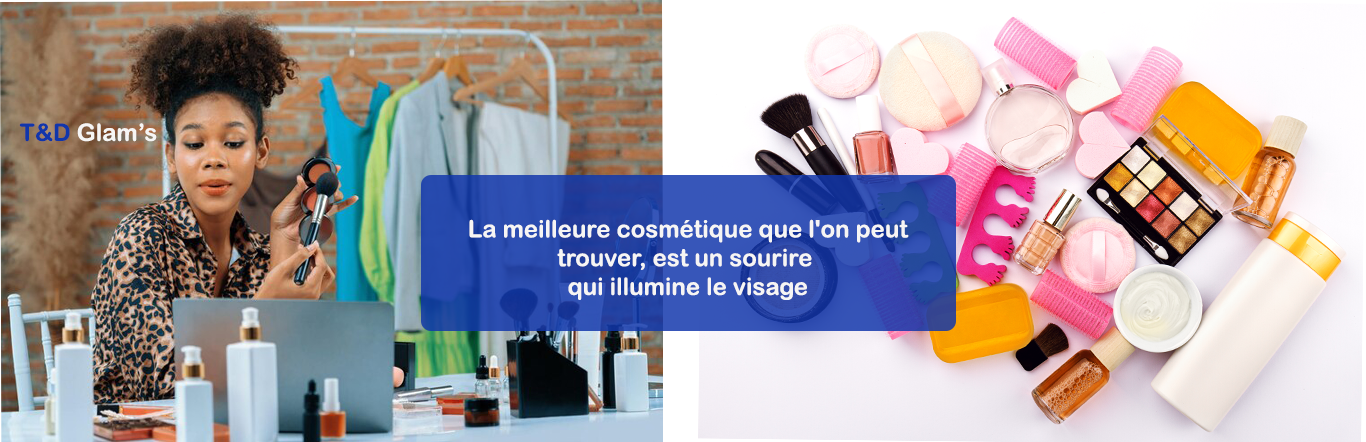 T&D Glam's
La meilleure cosmétique que l'on peut
trouver, est un sourire
qui illumine le visage